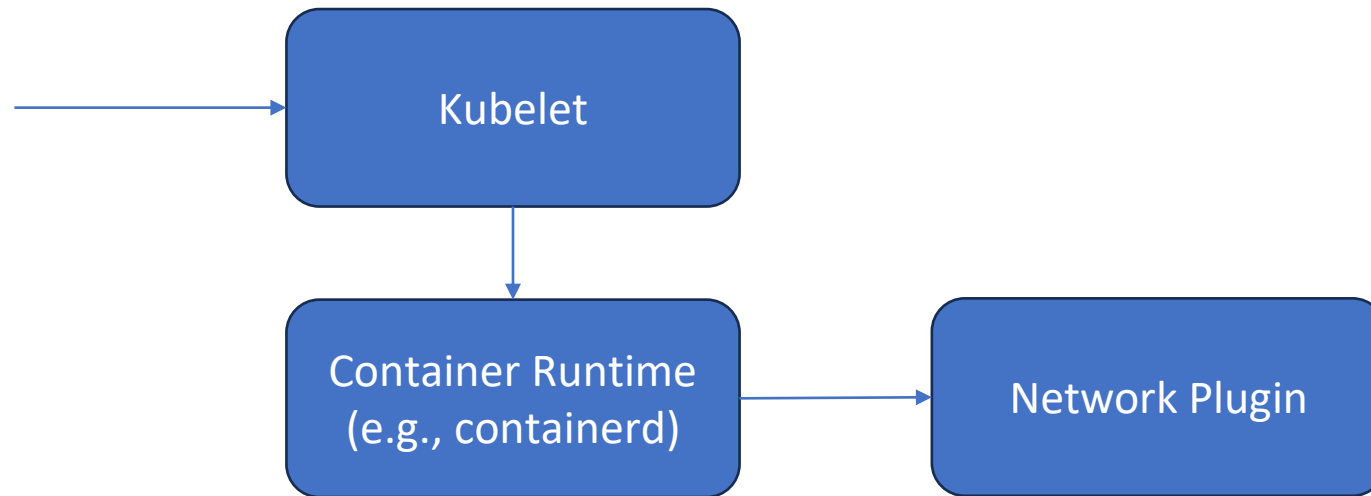 Kubelet
Container Runtime
(e.g., containerd)
Network Plugin